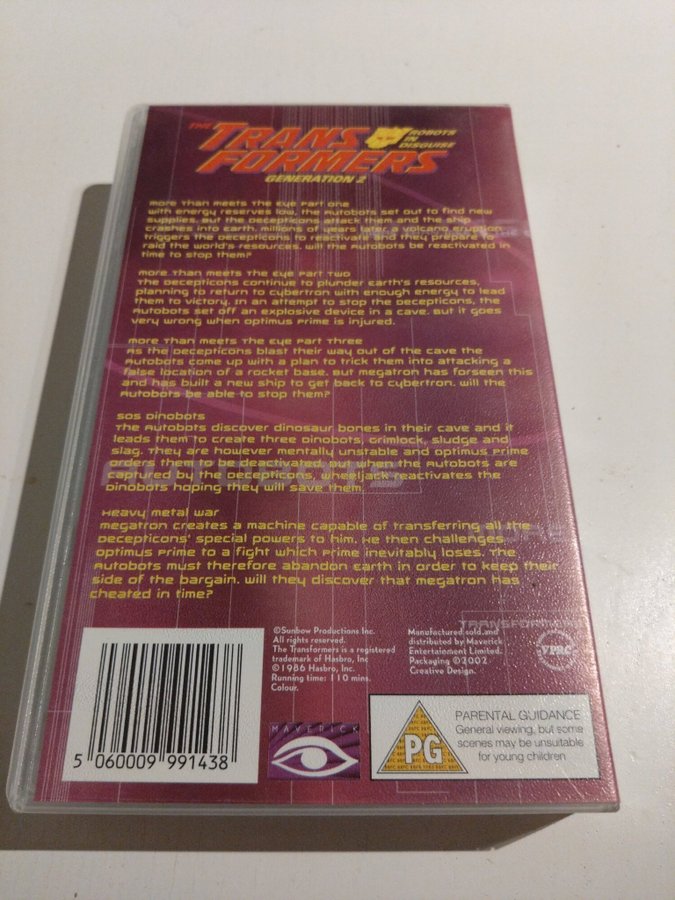 THE
TRANS
FORMERS
ROBOTS
IN
DISGUISE
GENERATION 2
More Than Meets The Eye Part One
With energy reserves low, the Autobots set out to find new
supplies. But the Decepticons attack them and the ship
crashes into Earth. Millions of years later a volcano eruption
triggers the Decepticons to reactivate and they prepare to
raid the world's resources. Will the Autobots be reactivated in
time to stop them?
More Than Meets The Eye Part Two
The Decepticons continue to plunder Earth's resources,
planning to return to Cybertron with enough energy to lead
them to victory. In an attempt to stop the Decepticons, the
Autobots set off an explosive device in a cave. But it goes
very wrong when Optimus Prime is injured.
More Than Meets The Eye Part Three
As the Decepticons blast their way out of the cave the
Autobots come up with a plan to trick them into attacking a
false location of a rocket base. But Megatron has forseen this
and has built a new ship to get back to Cybertron. Will the
Autobots be able to stop them?
SOS Dinobots
The Autobots discover dinosaur bones in their cave and it
leads them to create three Dinobots, Grimlock, Sludge and
Slag. They are however mentally unstable and Optimus Prime
orders them to be deactivated, but when the Autobots are
captured by the Decepticons, Wheeljack reactivates the
Dinobots hoping they will save them.
Heavy Metal War
Megatron creates a machine capable of transferring all the
Decepticons' special powers to him. He then challenges
Optimus Prime to a fight which Prime inevitably loses. The
Autobots must therefore abandon Earth in order to keep their
side of the bargain. Will they discover that Megatron has
cheated in time?
TRANSFORMERS
©Sunbow Productions Inc.
All rights reserved.
The Transformers is a registered
trademark of Hasbro, Inc
©1986 Hasbro, Inc.
Running time: 110 mins.
Colour.
Manufactured sold and
distributed by Maverick
Entertainment Limited.
Packaging ©2002
Creative Design.
VPRC
5 060009 991438
MAVERICK
PG
PARENTAL GUIDANCE
General viewing, but some
scenes may be unsuitable
for young children